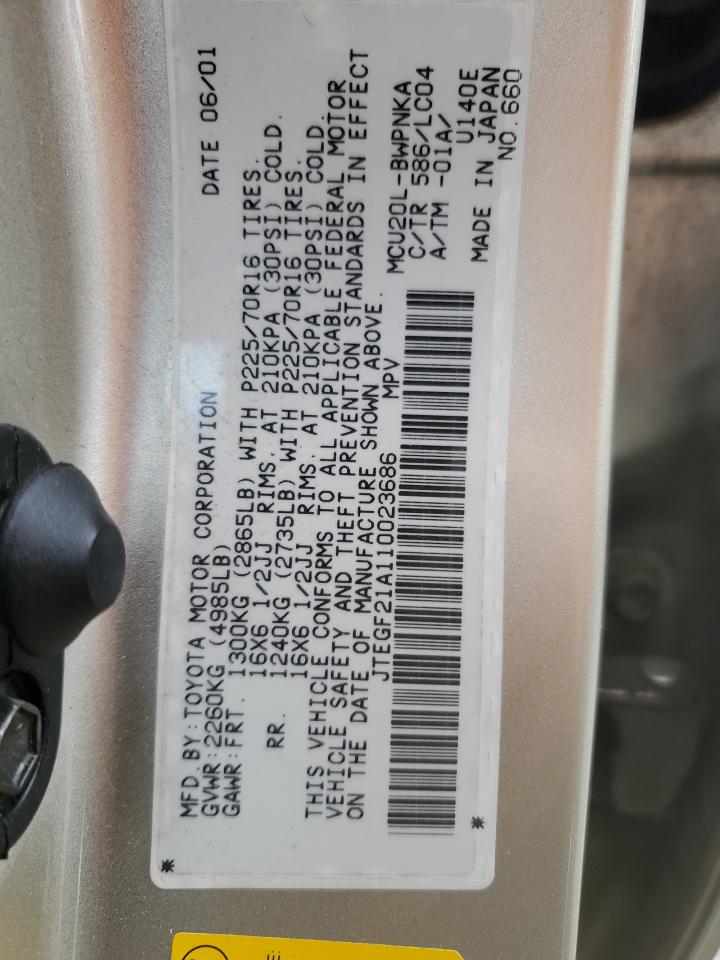 MFD. BY: TOYOTA MOTOR CORPORATION DATE 06/01
GVWR: 2260KG (4985LB)
GAWR: FRT. 1300KG (2865LB) WITH P225/70R16 TIRES.
16X6 1/2JJ RIMS. AT 210KPA (30PSI) COLD.
RR. 1240KG (2735LB) WITH P225/70R16 TIRES.
16X6 1/2JJ RIMS. AT 210KPA (30PSI) COLD.
THIS VEHICLE CONFORMS TO ALL APPLICABLE FEDERAL MOTOR
VEHICLE SAFETY AND THEFT PREVENTION STANDARDS IN EFFECT
ON THE DATE OF MANUFACTURE SHOWN ABOVE.
JTEGF21A110023686 MPV
MCU20L-BWPNKA
C/TR 586/LC04
A/TM -01A/
U140E
MADE IN JAPAN
NO. 660